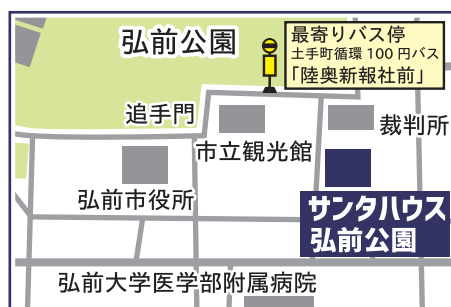 弘前公園
最寄りバス停
土手町循環100円バス
「陸奥新報社前」
追手門
裁判所
市立観光館
弘前市役所
サンタハウス
弘前公園
弘前大学医学部附属病院